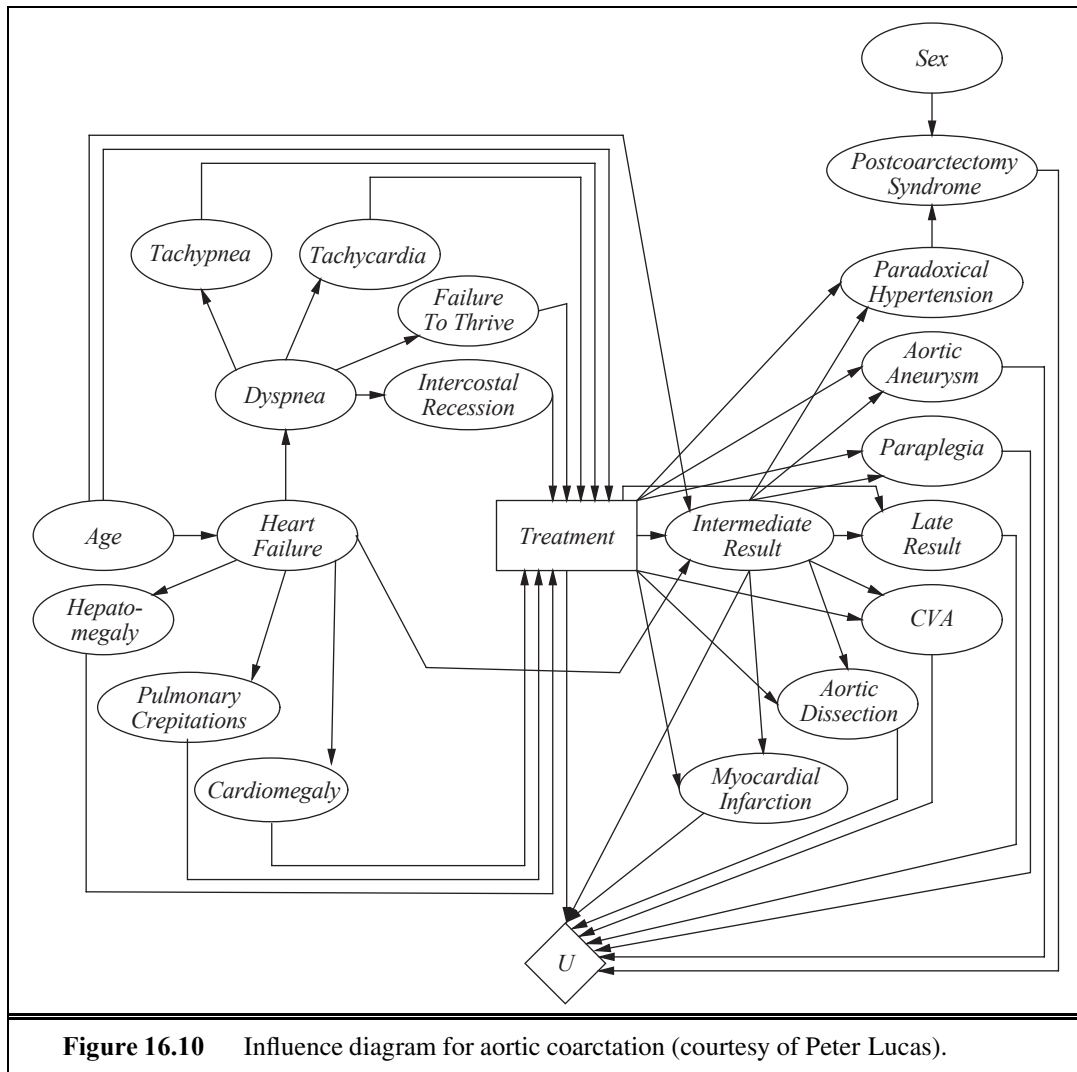 Sex
Postcoarctectomy
Syndrome
Tachypnea
Tachycardia
Paradoxical
Hypertension
Failure
To Thrive
Aortic
Aneurysm
Dyspnea
Intercostal
Recession
Paraplegia
Age
Heart
Failure
Treatment
Intermediate
Result
Late
Result
Hepato-
megaly
CVA
Pulmonary
Crepitations
Aortic
Dissection
Cardiomegaly
Myocardial
Infarction
U
Figure 16.10 Influence diagram for aortic coarctation (courtesy of Peter Lucas).